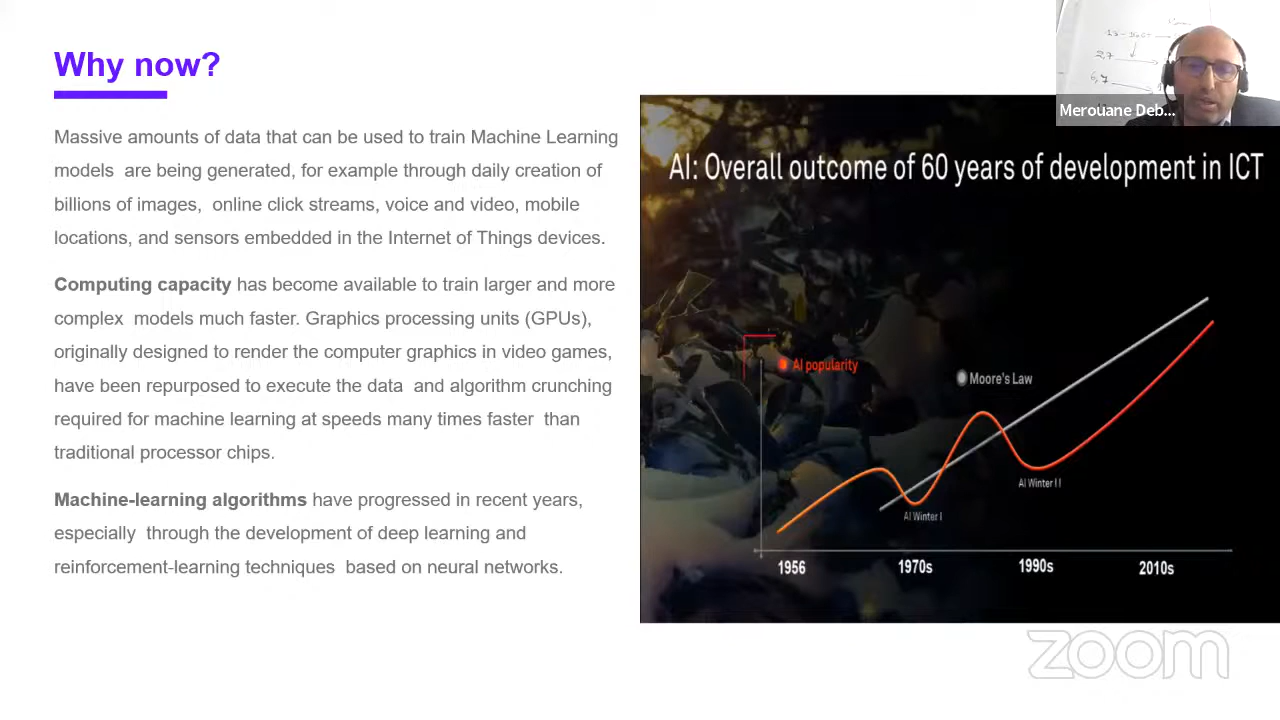 Why now?
Massive amounts of data that can be used to train Machine Learning
models are being generated, for example through daily creation of
billions of images, online click streams, voice and video, mobile
locations, and sensors embedded in the Internet of Things devices.
Computing capacity has become available to train larger and more
complex models much faster. Graphics processing units (GPUs),
originally designed to render the computer graphics in video games,
have been repurposed to execute the data and algorithm crunching
required for machine learning at speeds many times faster than
traditional processor chips.
Machine-learning algorithms have progressed in recent years,
especially through the development of deep learning and
reinforcement-learning techniques based on neural networks.
Merouane Deb...
AI: Overall outcome of 60 years of development in ICT
AI popularity
Moore's Law
AI Winter I
AI Winter I I
1956 1970s 1990s 2010s
zoom